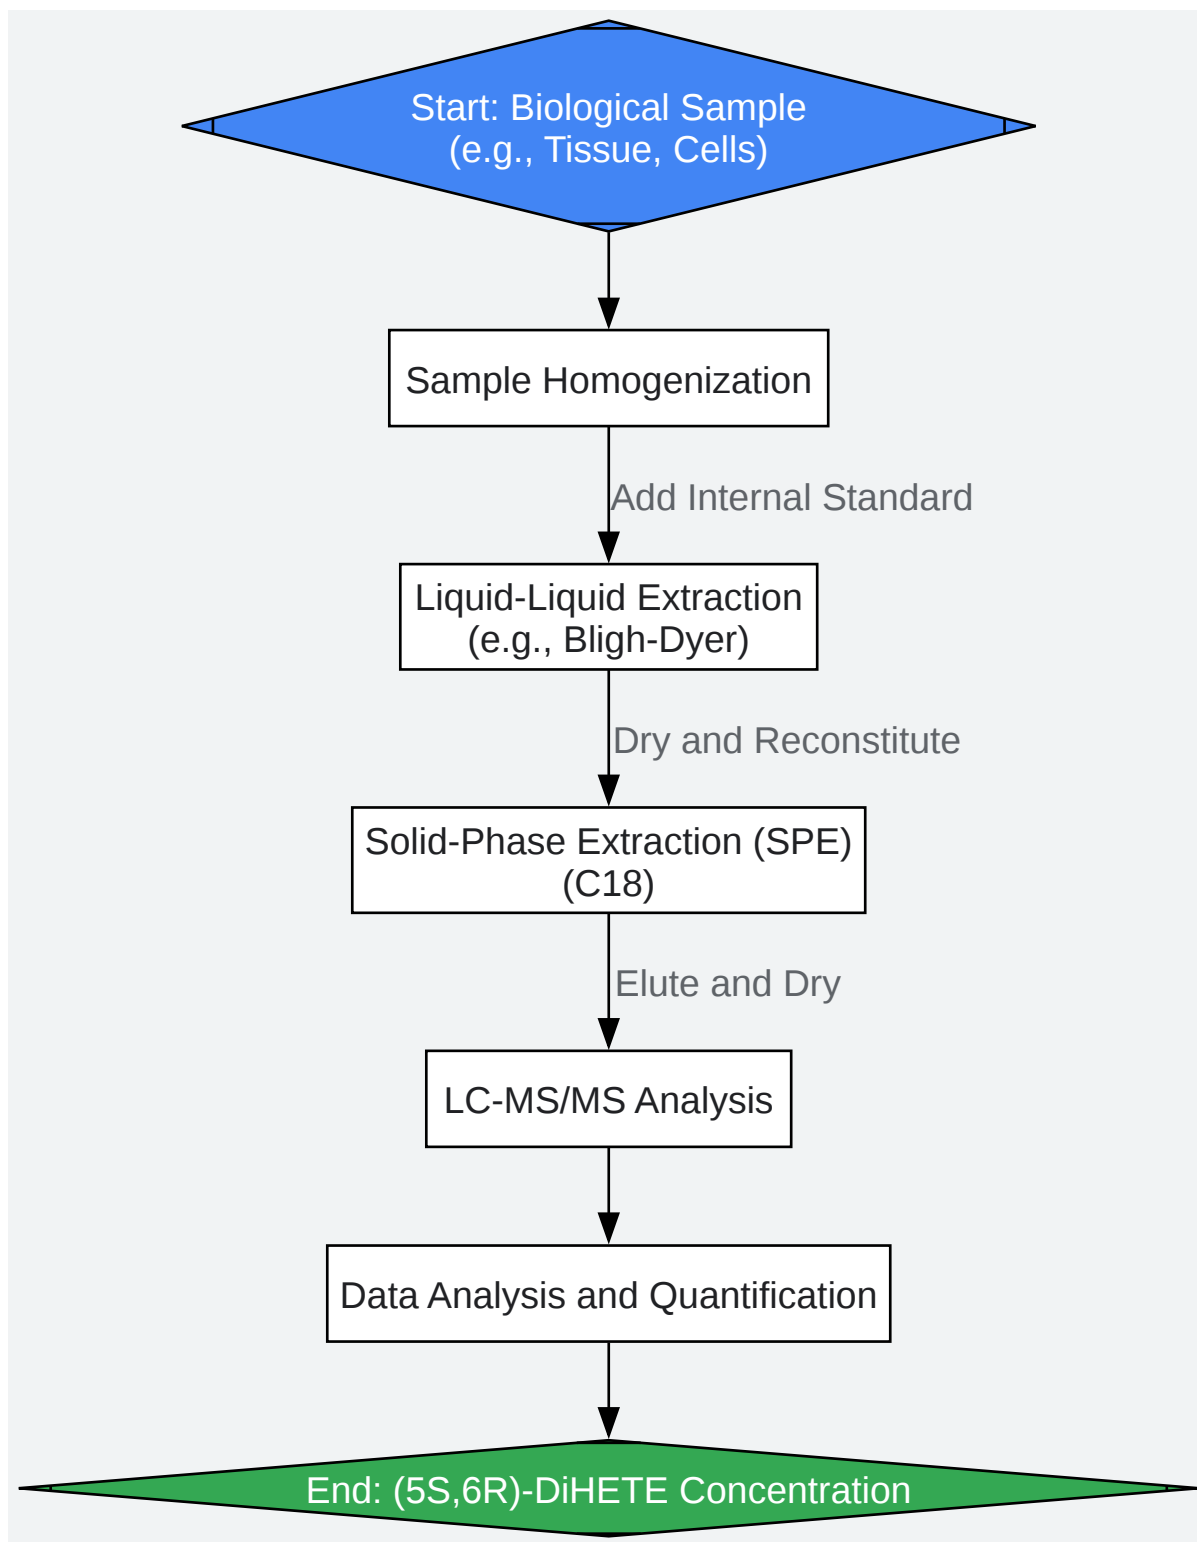 Start: Biological Sample
(e.g., Tissue, Cells)
Sample Homogenization
Add Internal Standard
Liquid-Liquid Extraction
(e.g., Bligh-Dyer)
Dry and Reconstitute
Solid-Phase Extraction (SPE)
(C18)
Elute and Dry
LC-MS/MS Analysis
Data Analysis and Quantification
End: (5S,6R)-DiHETE Concentration